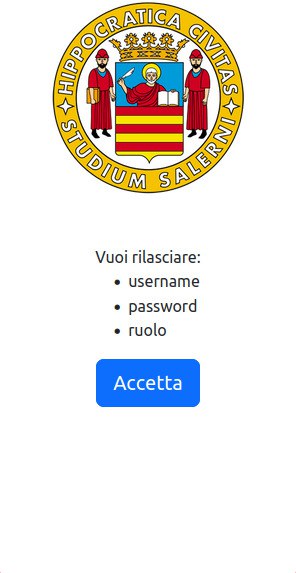 HIPPOCRATICA CIVITAS
STUDIUM SALERNI
Vuoi rilasciare:
• username
• password
• ruolo
Accetta